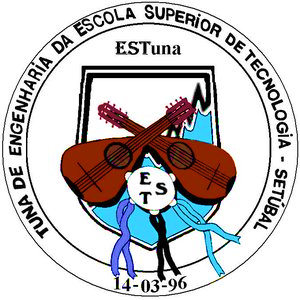 TUNA DE ENGENHARIA DA ESCOLA SUPERIOR DE TECNOLOGIA - SETÚBAL
ESTuna
E
S
T
14-03-96